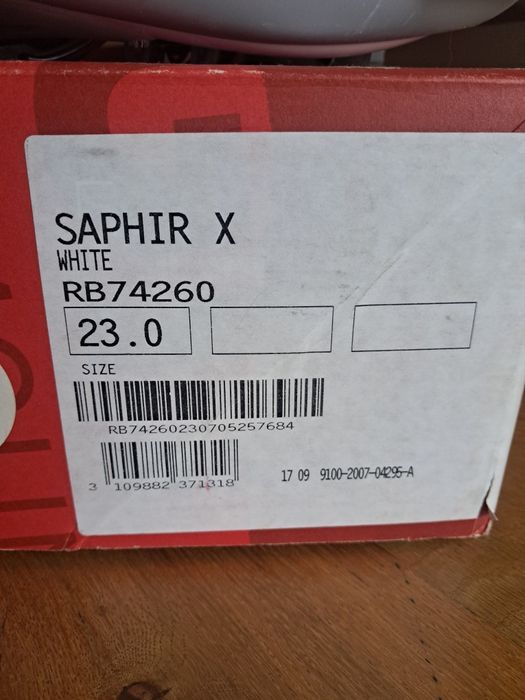 SAPHIR X
WHITE
RB74260
23.0
SIZE
RB74260230705257684
3 109882 371318
17 09 9100-2007-04295-A